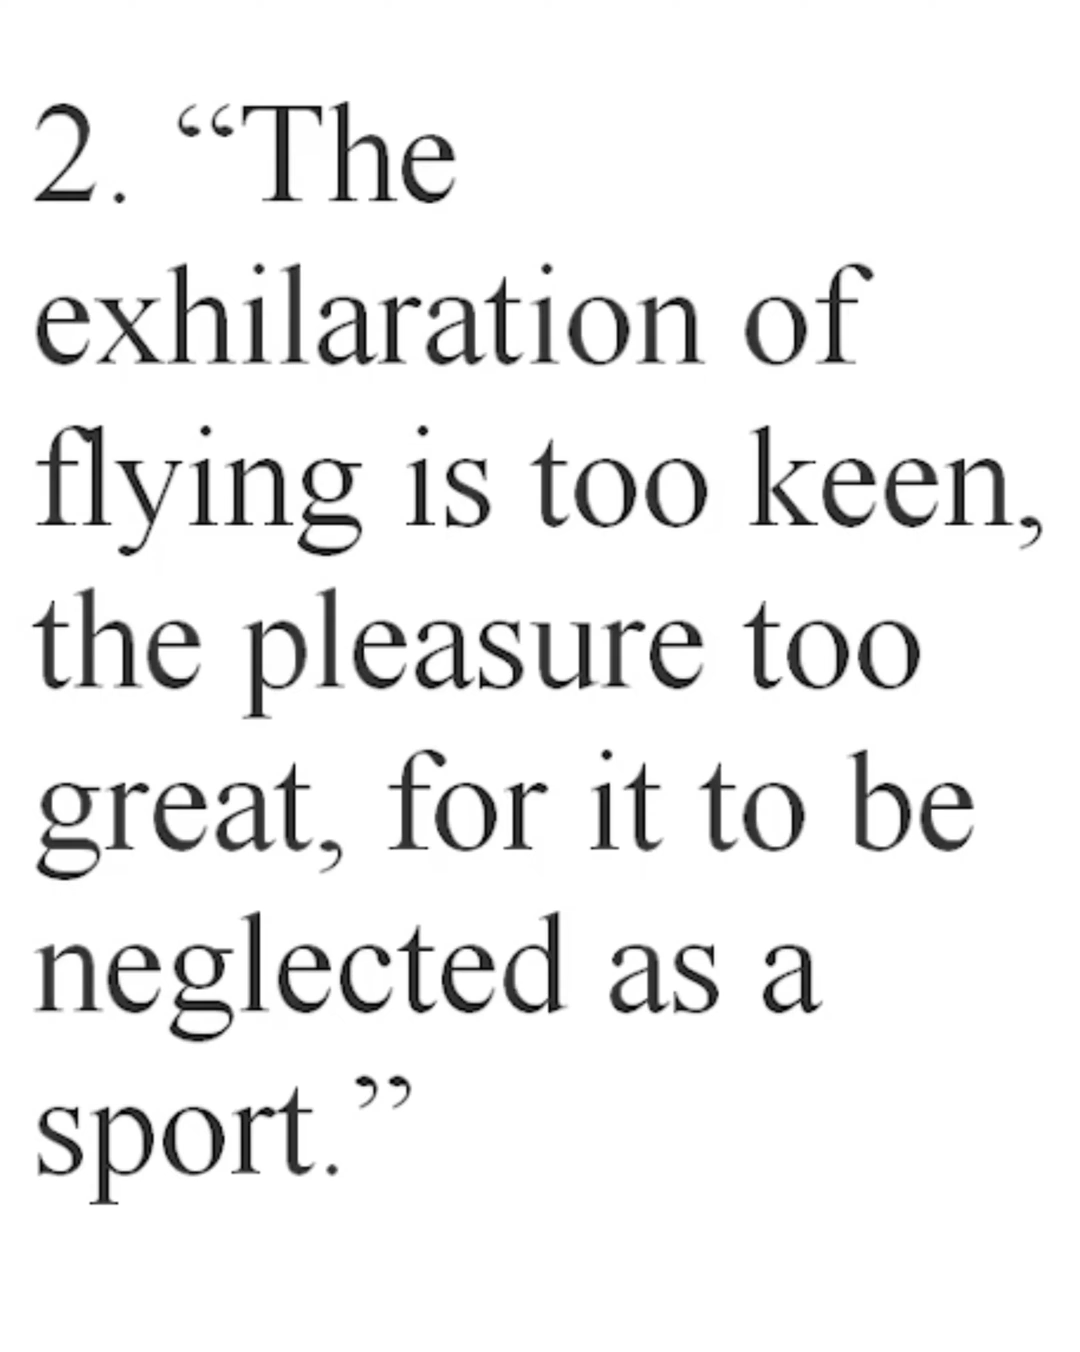 2. “The
exhilaration of
flying is too keen,
the pleasure too
great, for it to be
neglected as a
sport.”